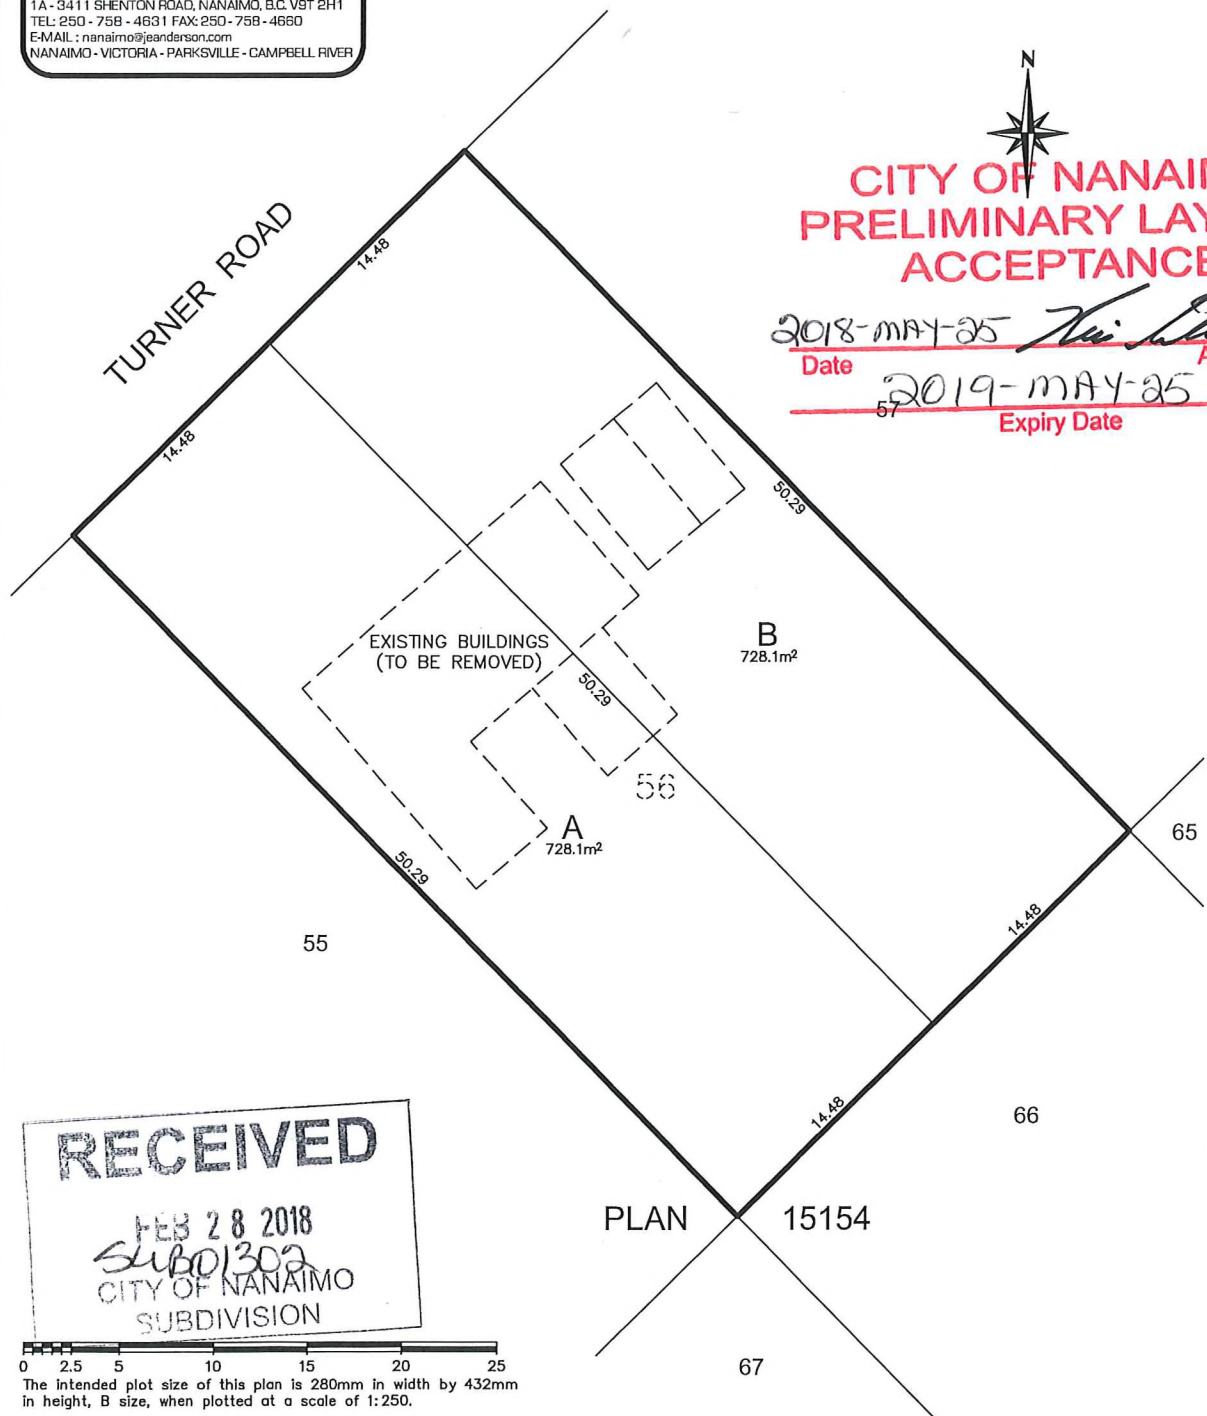 1A - 3411 SHENTON ROAD, NANAIMO, B.C. V9T 2H1
TEL: 250 - 758 - 4631 FAX: 250 - 758 - 4660
E-MAIL : nanaimo@jeanderson.com
NANAIMO - VICTORIA - PARKSVILLE - CAMPBELL RIVER
N
CITY OF NANAI
PRELIMINARY LAY
ACCEPTANCE
2018-MAY-25
Date
2019-MAY-25
57
Expiry Date
TURNER ROAD
14.48
14.48
50.29
EXISTING BUILDINGS
(TO BE REMOVED)
50.29
B
728.1m²
56
A
728.1m²
50.29
65
55
14.48
14.48
66
PLAN 15154
67
RECEIVED
FEB 28 2018
SUB01302
CITY OF NANAIMO
SUBDIVISION
0 2.5 5 10 15 20 25
The intended plot size of this plan is 280mm in width by 432mm
in height, B size, when plotted at a scale of 1:250.